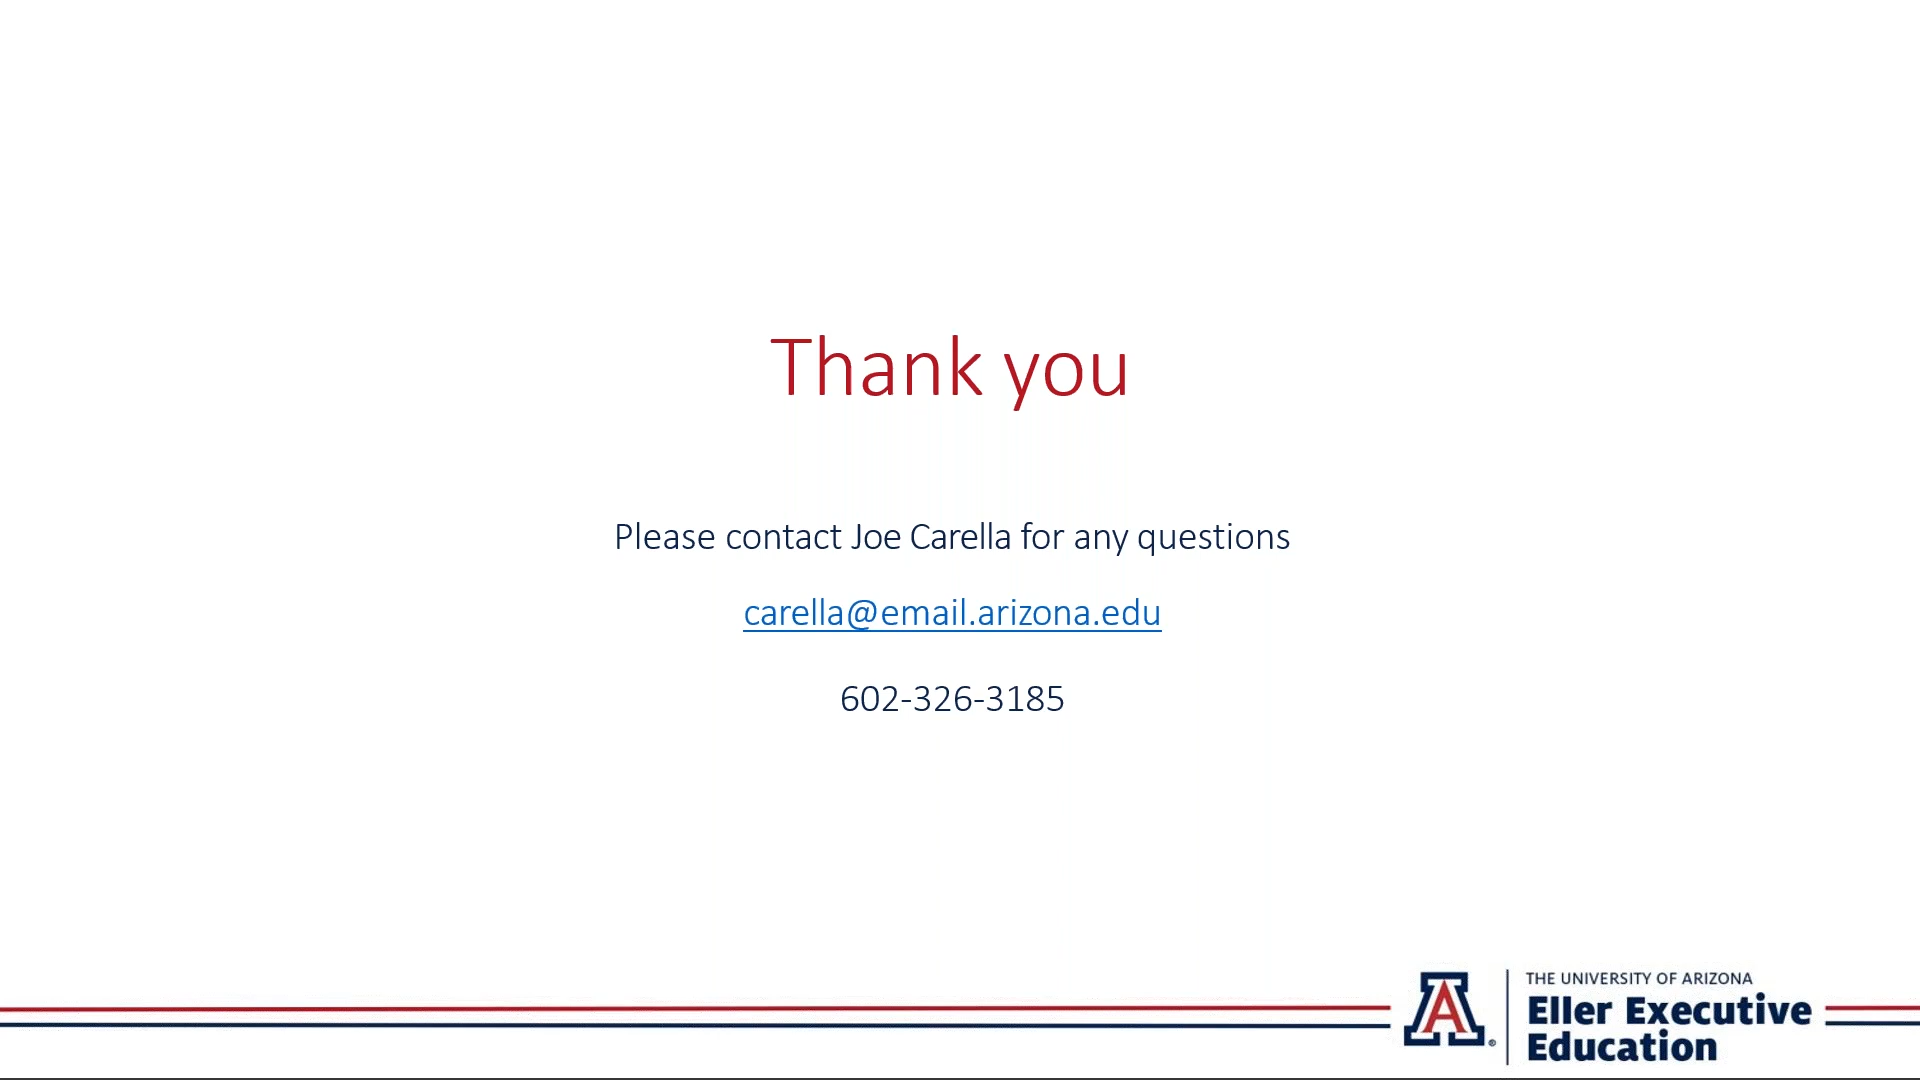 Thank you
Please contact Joe Carella for any questions
carella@email.arizona.edu
602-326-3185
A
THE UNIVERSITY OF ARIZONA
Eller Executive
Education